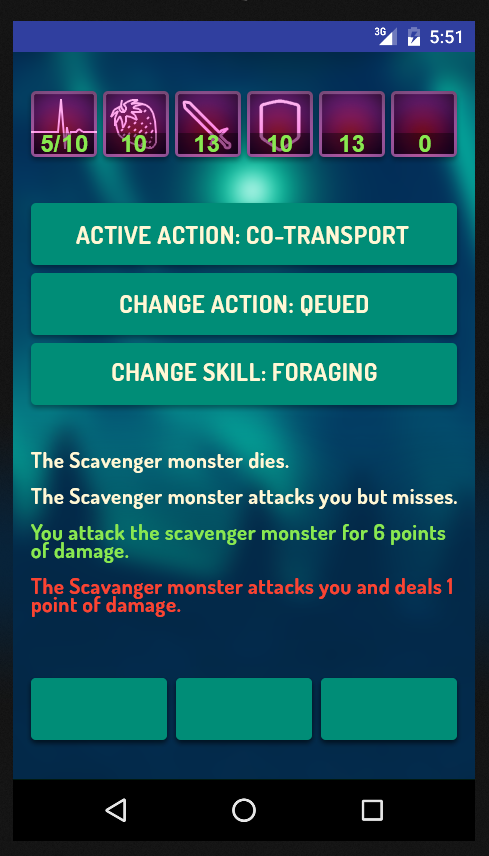 3G 5:51
5/10 10 13 10 13 0
ACTIVE ACTION: CO-TRANSPORT
CHANGE ACTION: QEUED
CHANGE SKILL: FORAGING
The Scavenger monster dies.
The Scavenger monster attacks you but misses.
You attack the scavenger monster for 6 points
of damage.
The Scavanger monster attacks you and deals 1
point of damage.